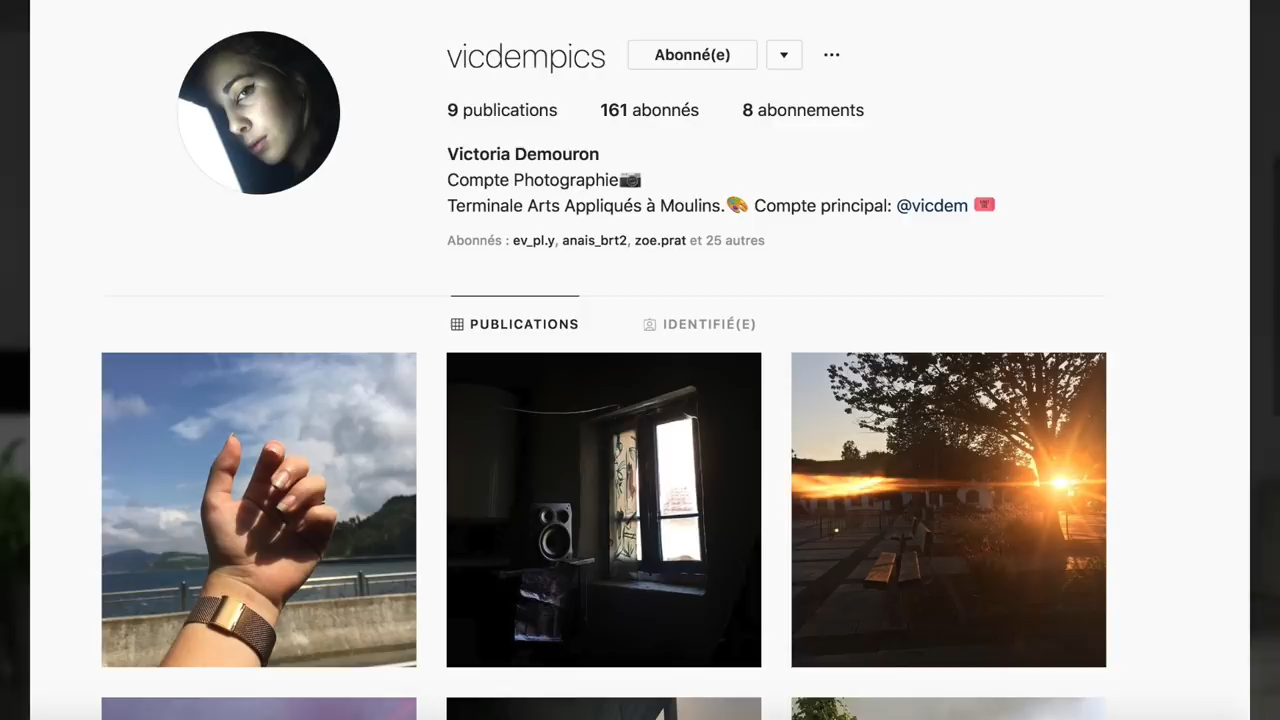 vicdempics Abonné(e)
9 publications 161 abonnés 8 abonnements
Victoria Demouron
Compte Photographie📷
Terminale Arts Appliqués à Moulins.🎨 Compte principal: @vicdem
Abonnés : ev_pl.y, anais_brt2, zoe.prat et 25 autres
PUBLICATIONS IDENTIFIÉ(E)